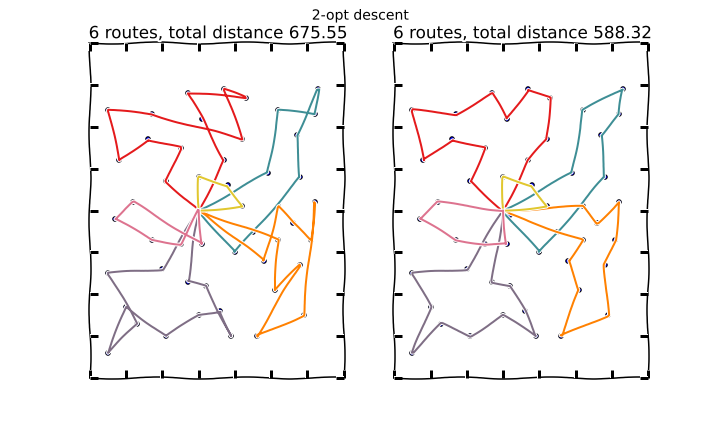 2-opt descent
6 routes, total distance 675.55
6 routes, total distance 588.32